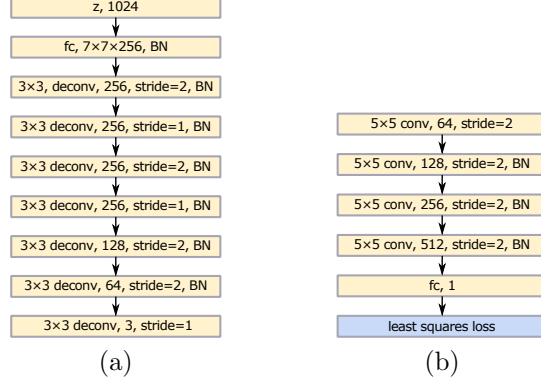 z, 1024
fc, 7×7×256, BN
3×3, deconv, 256, stride=2, BN
3×3 deconv, 256, stride=1, BN
3×3 deconv, 256, stride=2, BN
3×3 deconv, 256, stride=1, BN
3×3 deconv, 128, stride=2, BN
3×3 deconv, 64, stride=2, BN
3×3 deconv, 3, stride=1
(a)
5×5 conv, 64, stride=2
5×5 conv, 128, stride=2, BN
5×5 conv, 256, stride=2, BN
5×5 conv, 512, stride=2, BN
fc, 1
least squares loss
(b)